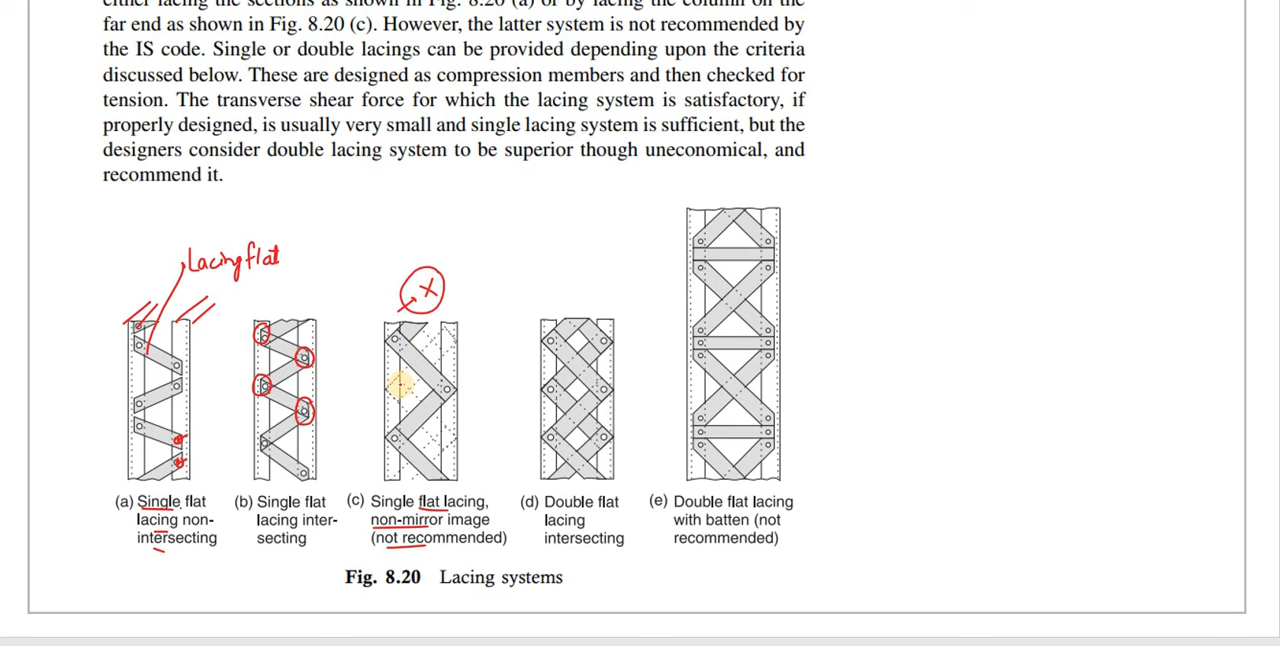 either lacing the sections as shown in Fig. 8.20 (a) or by lacing the column on the
far end as shown in Fig. 8.20 (c). However, the latter system is not recommended by
the IS code. Single or double lacings can be provided depending upon the criteria
discussed below. These are designed as compression members and then checked for
tension. The transverse shear force for which the lacing system is satisfactory, if
properly designed, is usually very small and single lacing system is sufficient, but the
designers consider double lacing system to be superior though uneconomical, and
recommend it.
Lacing flat
X
(a) Single flat
lacing non-
intersecting
(b) Single flat
lacing inter-
secting
(c) Single flat lacing,
non-mirror image
(not recommended)
(d) Double flat
lacing
intersecting
(e) Double flat lacing
with batten (not
recommended)
Fig. 8.20 Lacing systems